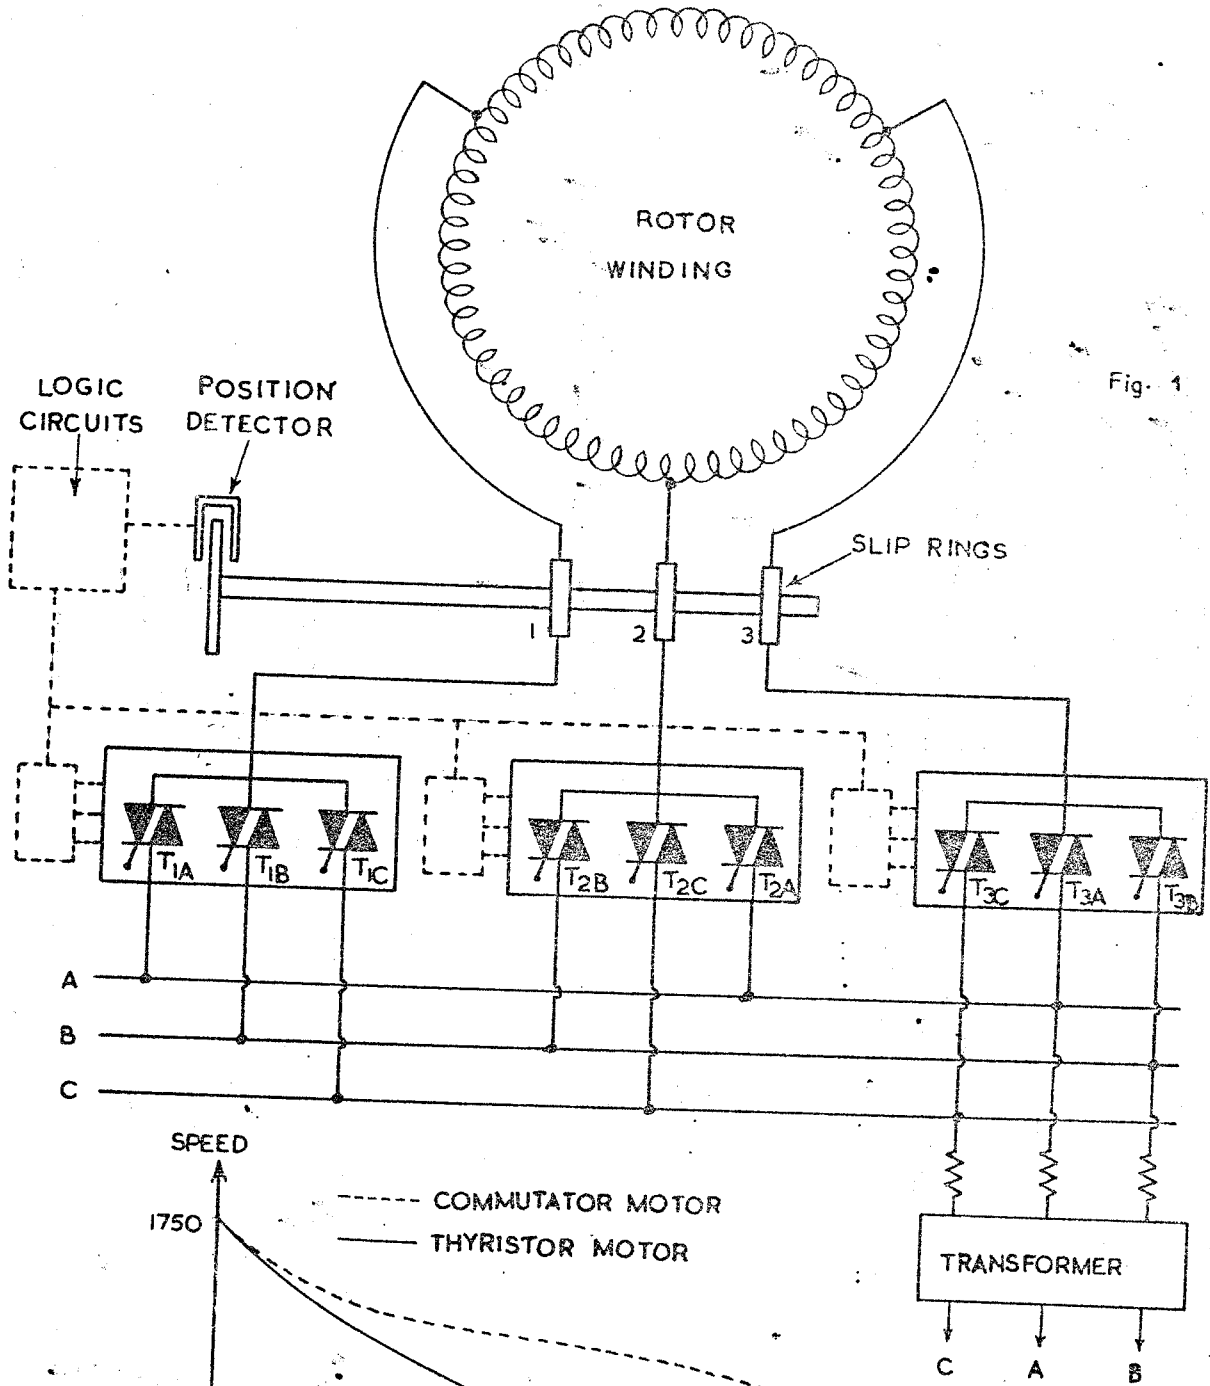 ROTOR
WINDING
Fig. 1
LOGIC
CIRCUITS
POSITION
DETECTOR
SLIP RINGS
1
2
3
T1A
T1B
T1C
T2B
T2C
T2A
T3C
T3A
T3B
A
B
C
SPEED
1750
COMMUTATOR MOTOR
THYRISTOR MOTOR
TRANSFORMER
C
A
B